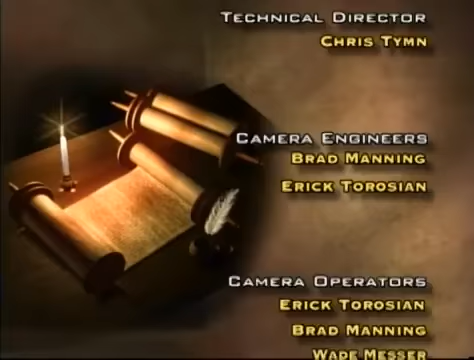 TECHNICAL DIRECTOR
CHRIS TYMN
CAMERA ENGINEERS
BRAD MANNING
ERICK TOROSIAN
CAMERA OPERATORS
ERICK TOROSIAN
BRAD MANNING
WADE MESSER